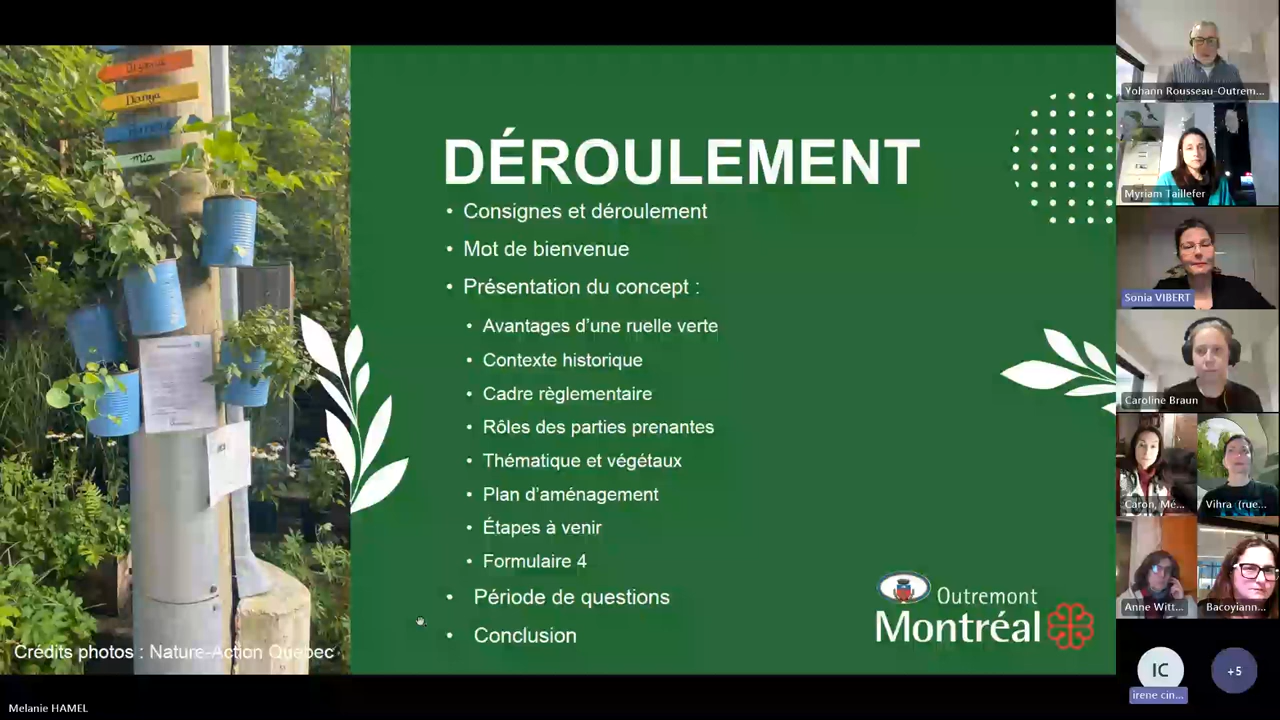 Danya
mia
Crédits photos : Nature-Action Québec
DÉROULEMENT
• Consignes et déroulement
• Mot de bienvenue
• Présentation du concept :
• Avantages d'une ruelle verte
• Contexte historique
• Cadre règlementaire
• Rôles des parties prenantes
• Thématique et végétaux
• Plan d'aménagement
• Étapes à venir
• Formulaire 4
• Période de questions
• Conclusion
Outremont
Montréal
Yohann Rousseau-Outrem...
Myriam Taillefer
Sonia VIBERT
Caroline Braun
Caron, Mé...
Vihra (rue...
Anne Witt...
Bacoyiann...
IC
+5
irene cin...
Melanie HAMEL